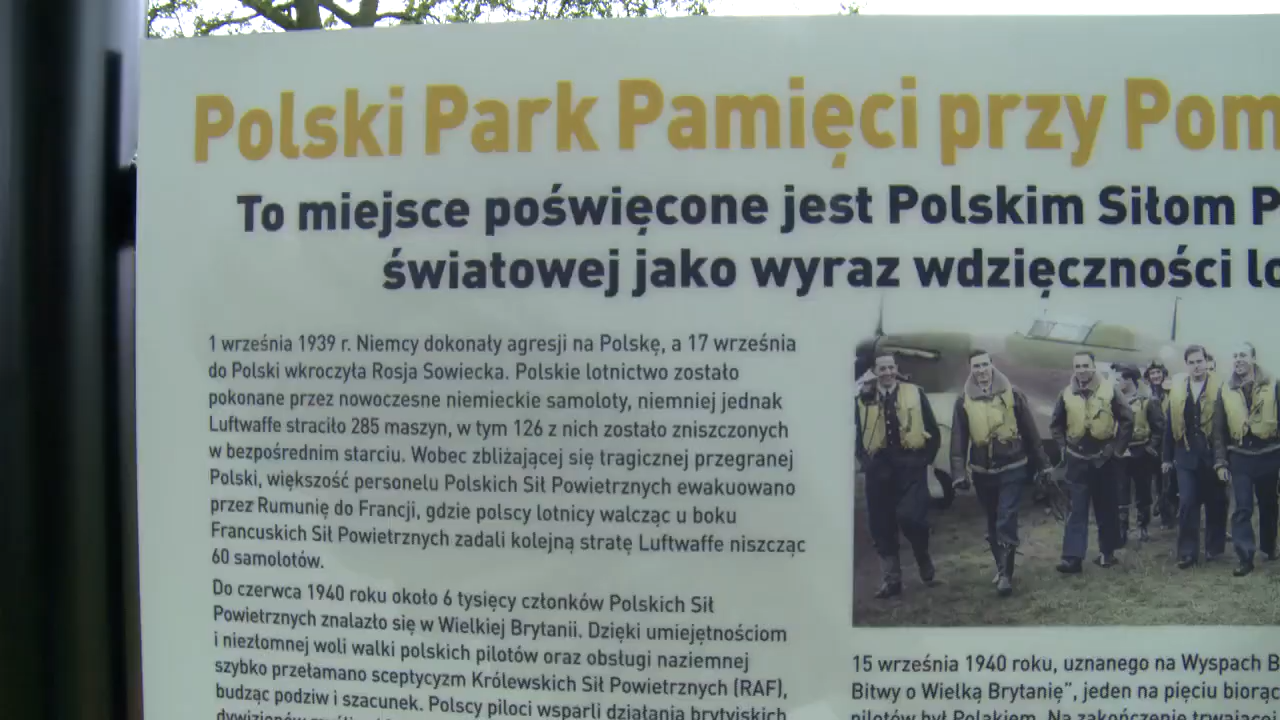 Polski Park Pamięci przy
To miejsce poświęcone jest Polskim Siłom
światowej jako wyraz wdzięczności
1 września 1939 r. Niemcy dokonały agresji na Polskę, a 17 września
do Polski wkroczyła Rosja Sowiecka. Polskie lotnictwo zostało
pokonane przez nowoczesne niemieckie samoloty, niemniej jednak
Luftwaffe straciło 285 maszyn, w tym 126 z nich zostało zniszczonych
w bezpośrednim starciu. Wobec zbliżającej się tragicznej przegranej
Polski, większość personelu Polskich Sił Powietrznych ewakuowano
przez Rumunię do Francji, gdzie polscy lotnicy walcząc u boku
Francuskich Sił Powietrznych zadali kolejną stratę Luftwaffe niszcząc
60 samolotów.
Do czerwca 1940 roku około 6 tysięcy członków Polskich Sił
Powietrznych znalazło się w Wielkiej Brytanii. Dzięki umiejętnościom
i niezłomnej woli walki polskich pilotów oraz obsługi naziemnej
szybko przełamano sceptycyzm Królewskich Sił Powietrznych (RAF),
budząc podziw i szacunek. Polscy piloci wsparli działania brytyjskich
15 września 1940 roku, uznanego na Wyspach
Bitwy o Wielką Brytanię”, jeden na pięciu
pilotów był Polakiem. Na zakończenie